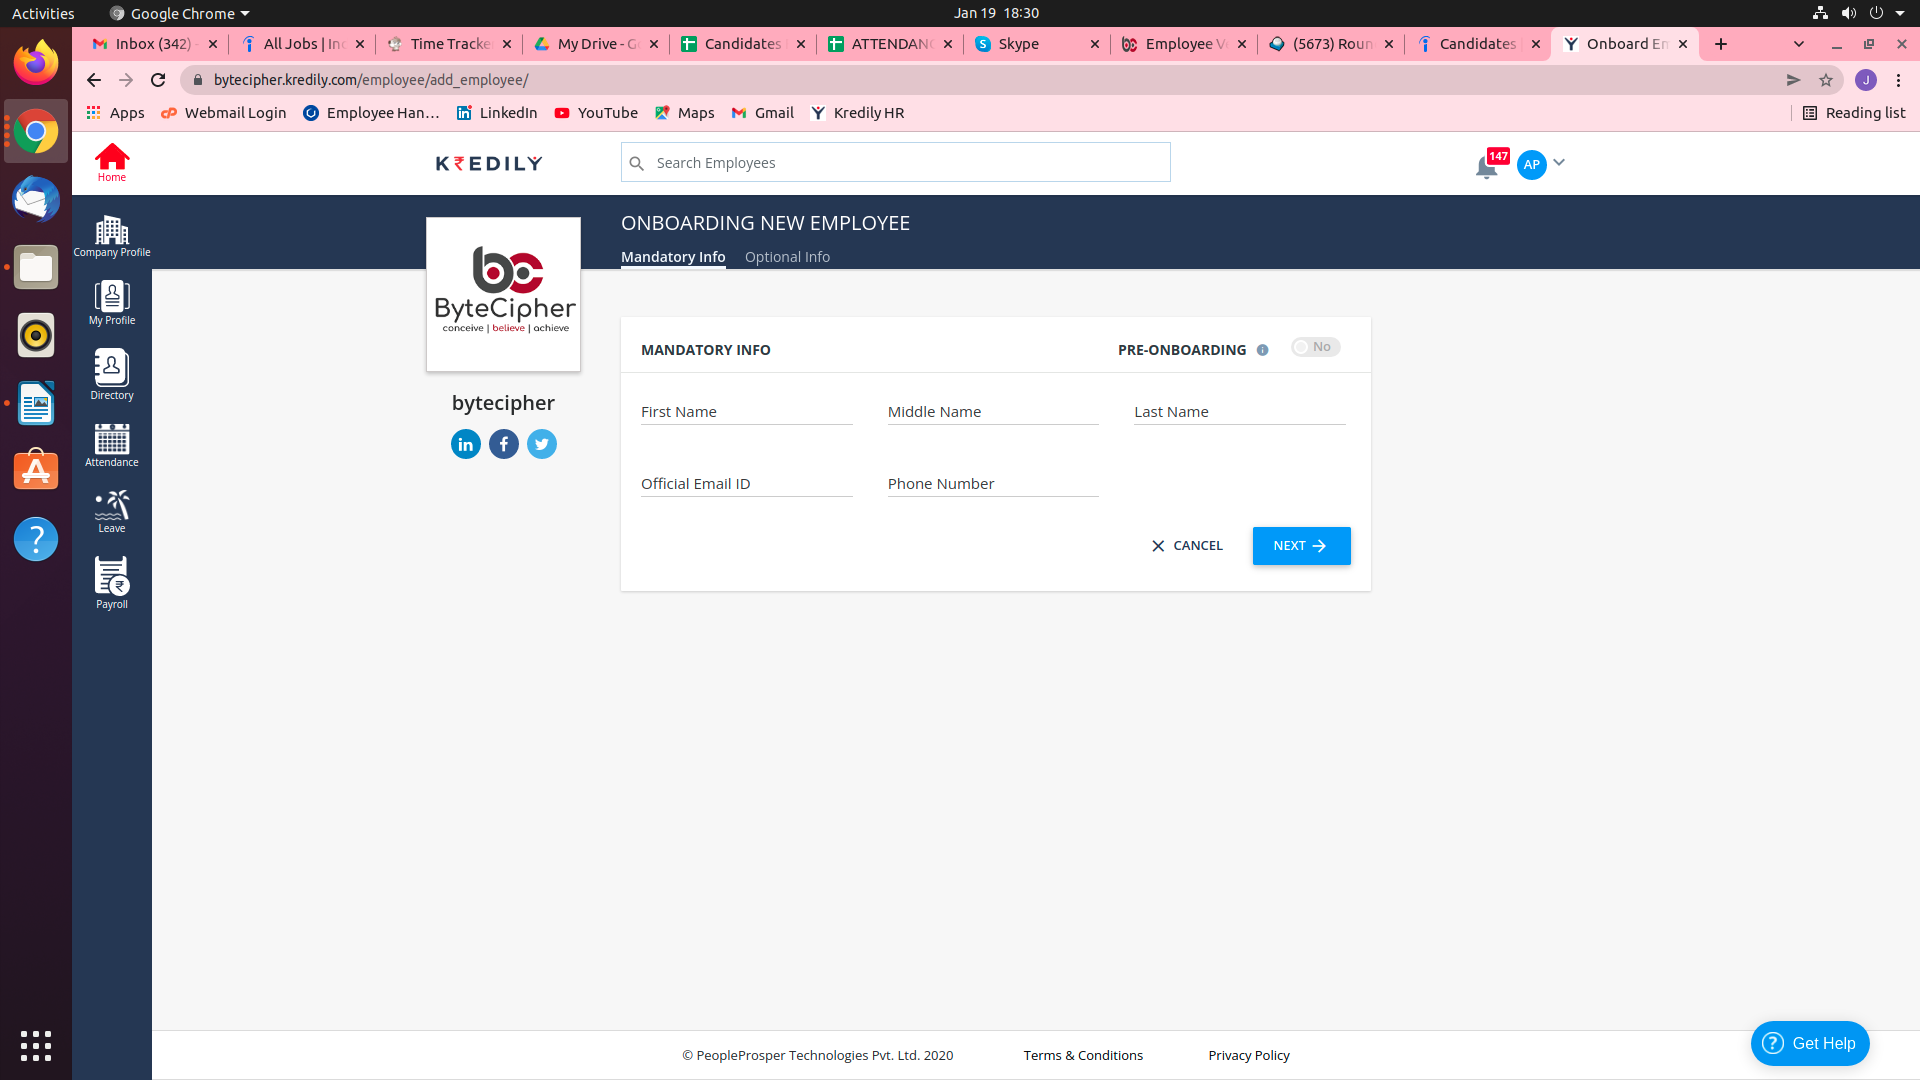 Activities
Google Chrome
Jan 19 18:30
Inbox (342) -
All Jobs | Inc
Time Tracke
My Drive - Go
Candidates
ATTENDANC
Skype
Employee Ve
(5673) Roun
Candidates
Onboard Em
bytecipher.kredily.com/employee/add_employee/
J
Apps
Webmail Login
Employee Han...
LinkedIn
YouTube
Maps
Gmail
Kredily HR
Reading list
Home
KREDILY
Search Employees
147
AP
Company Profile
My Profile
Directory
Attendance
Leave
Payroll
ONBOARDING NEW EMPLOYEE
Mandatory Info
Optional Info
bc
ByteCipher
conceive | believe | achieve
bytecipher
MANDATORY INFO
PRE-ONBOARDING
No
First Name
Middle Name
Last Name
Official Email ID
Phone Number
CANCEL
NEXT
© PeopleProsper Technologies Pvt. Ltd. 2020
Terms & Conditions
Privacy Policy
Get Help